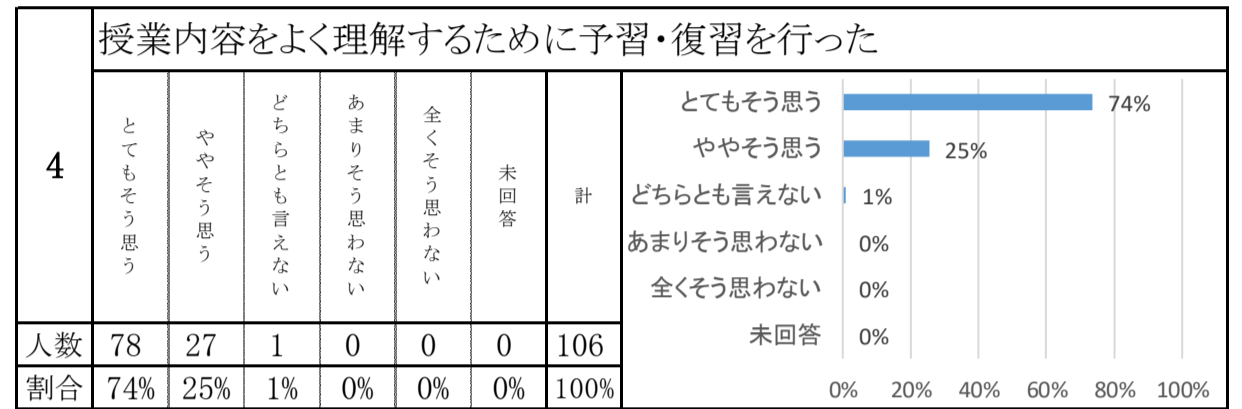 4
授業内容をよく理解するために予習・復習を行った
とてもそう思う
ややそう思う
どちらとも言えない
あまりそう思わない
全くそう思わない
未回答
計
人数 78 27 1 0 0 0 106
割合 74% 25% 1% 0% 0% 0% 100%
とてもそう思う 74%
ややそう思う 25%
どちらとも言えない 1%
あまりそう思わない 0%
全くそう思わない 0%
未回答 0%
0% 20% 40% 60% 80% 100%